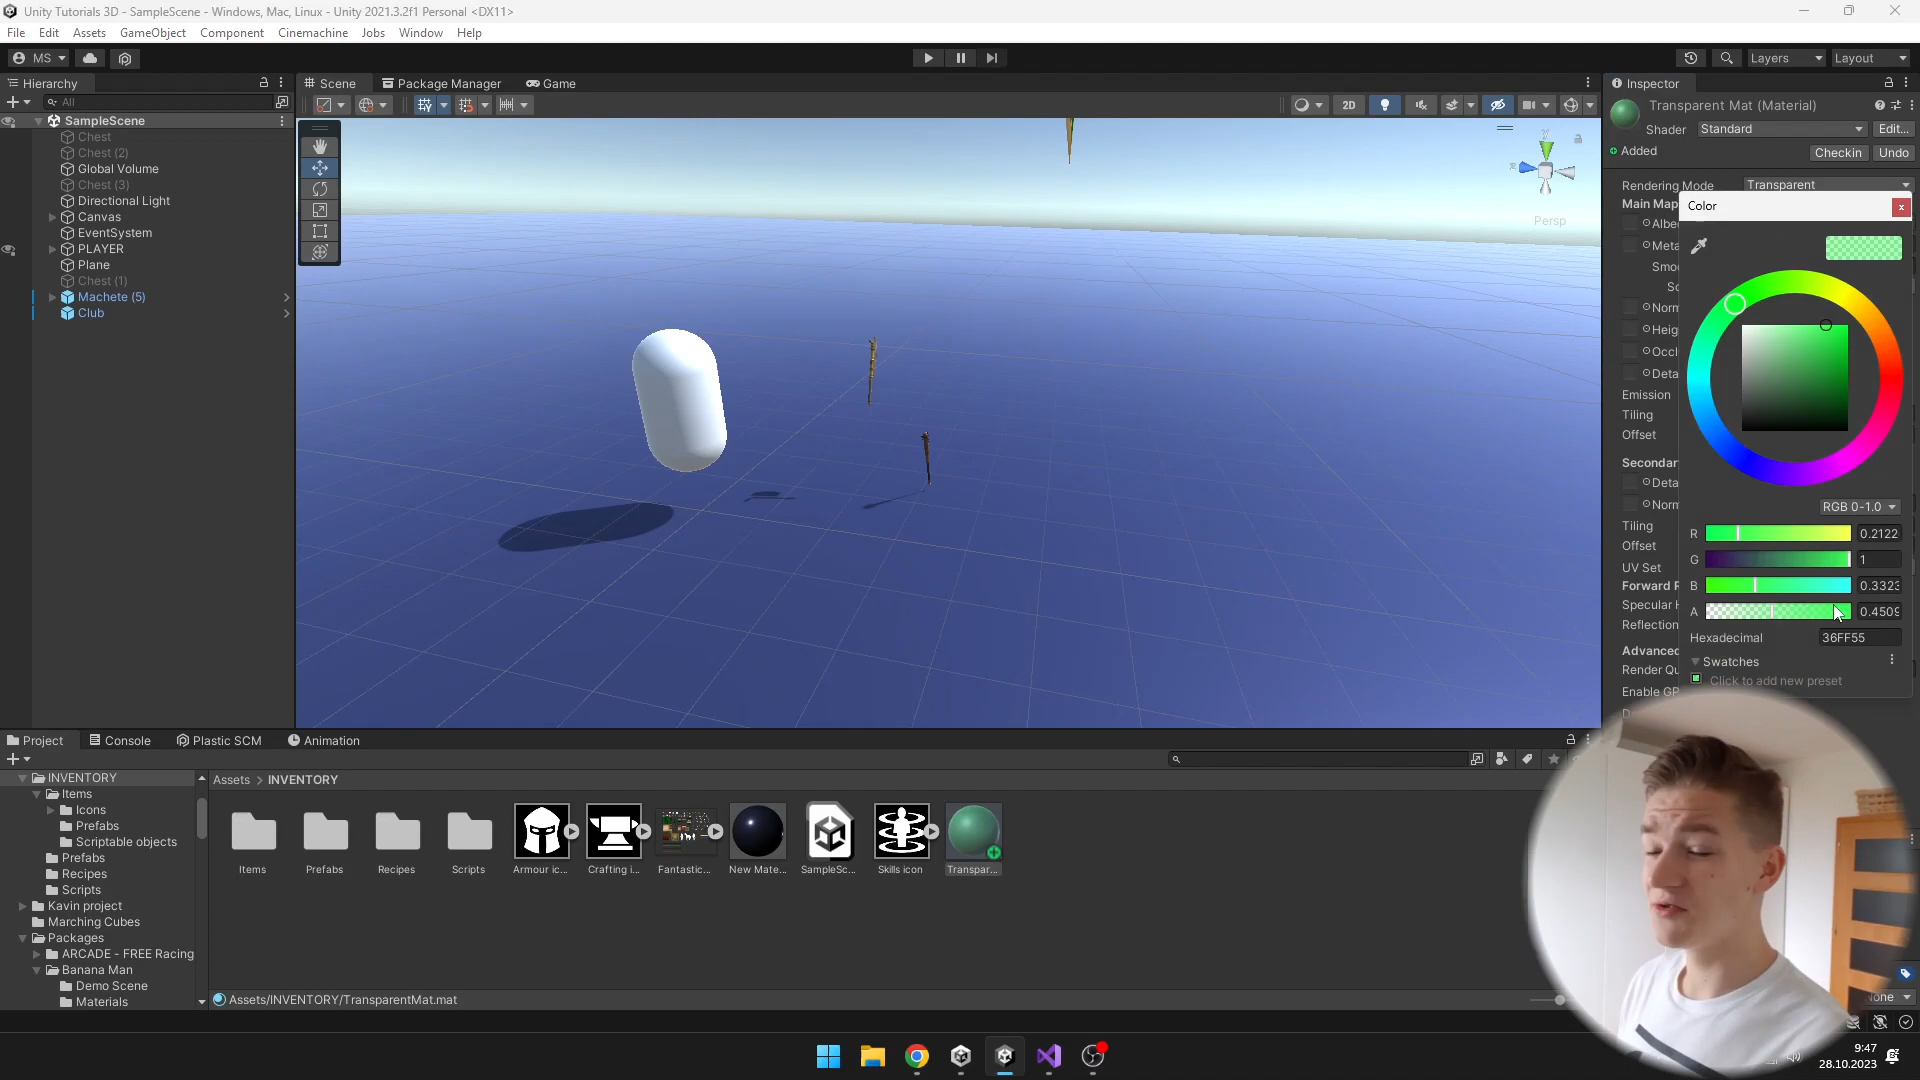 Unity Tutorials 3D - SampleScene - Windows, Mac, Linux - Unity 2021.3.2f1 Personal <DX11>
File Edit Assets GameObject Component Cinemachine Jobs Window Help
MS Layers Layout
Hierarchy
All
SampleScene
Chest
Chest (2)
Global Volume
Chest (3)
Directional Light
Canvas
EventSystem
PLAYER
Plane
Chest (1)
Machete (5)
Club
Scene Package Manager Game
2D
Persp
Inspector
Transparent Mat (Material)
Shader Standard Edit...
Added Checkin Undo
Rendering Mode Transparent
Main Map
Albe
Meta
Smo
So
Norm
Heig
Occl
Deta
Emission
Tiling
Offset
Secondar
Deta
Norm
Tiling
Offset
UV Set
Forward R
Specular H
Reflection
Advanced
Render Qu
Enable GP
Color
RGB 0-1.0
R 0.2122
G 1
B 0.3323
A 0.4509
Hexadecimal 36FF55
Swatches
Click to add new preset
Project Console Plastic SCM Animation
INVENTORY
Items
Icons
Prefabs
Scriptable objects
Prefabs
Recipes
Scripts
Kavin project
Marching Cubes
Packages
ARCADE - FREE Racing
Banana Man
Demo Scene
Materials
Assets > INVENTORY
Items Prefabs Recipes Scripts Armour ic... Crafting i... Fantastic... New Mate... SampleSc... Skills icon Transpar...
Assets/INVENTORY/TransparentMat.mat
9:47
28.10.2023